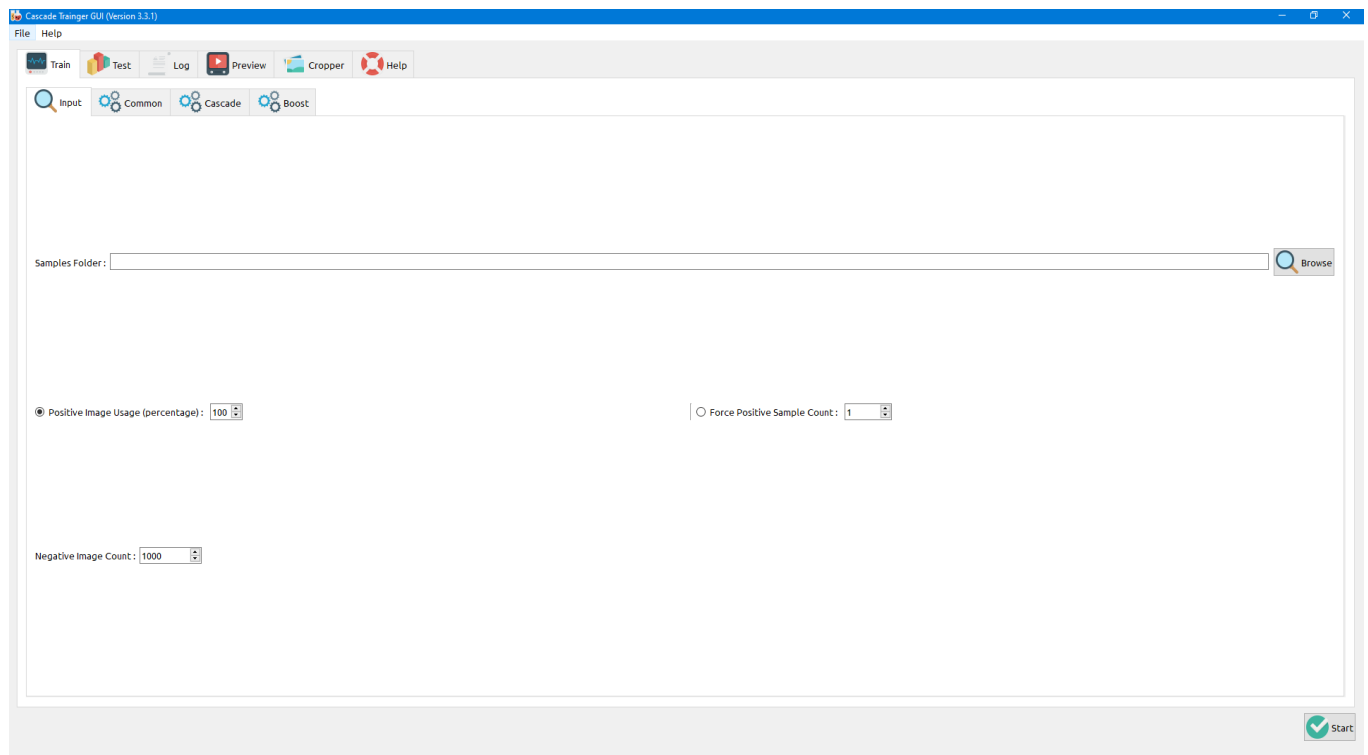 Cascade Trainger GUI (Version 3.3.1)
File Help
Train Test Log Preview Cropper Help
Input Common Cascade Boost
Samples Folder : Browse
Positive Image Usage (percentage) : 100 Force Positive Sample Count : 1
Negative Image Count : 1000
Start